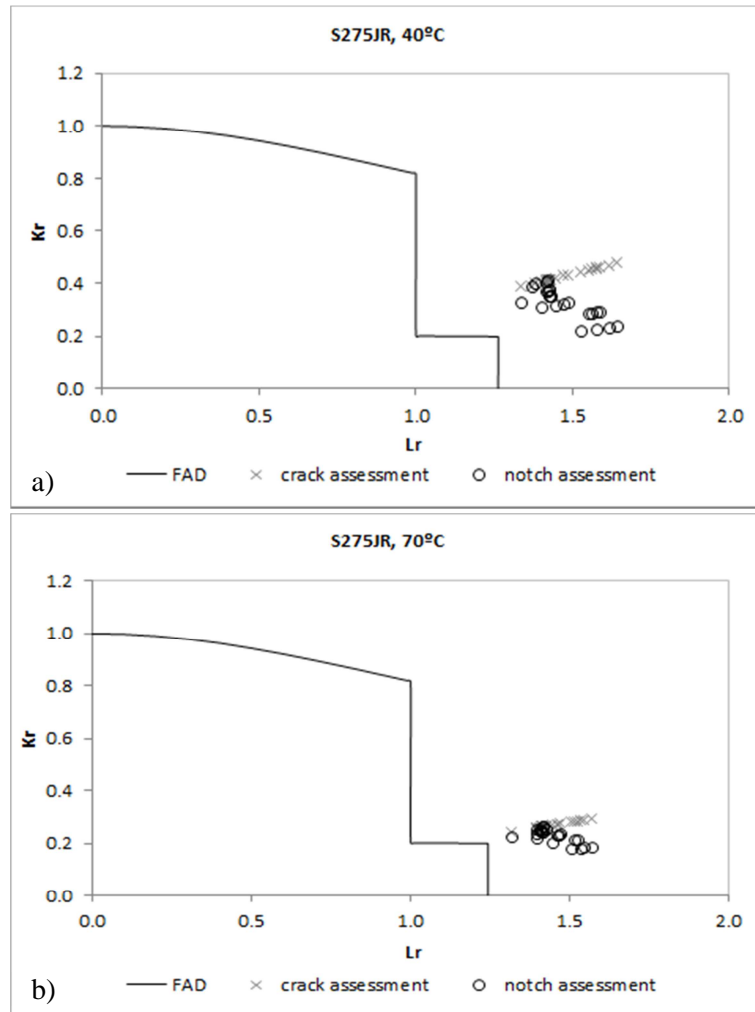 S275JR, 40ºC
1.2
1.0
0.8
Kr
0.6
0.4
0.2
0.0
0.0 0.5 1.0 1.5 2.0
Lr
FAD crack assessment notch assessment
a)
S275JR, 70ºC
1.2
1.0
0.8
Kr
0.6
0.4
0.2
0.0
0.0 0.5 1.0 1.5 2.0
Lr
FAD crack assessment notch assessment
b)